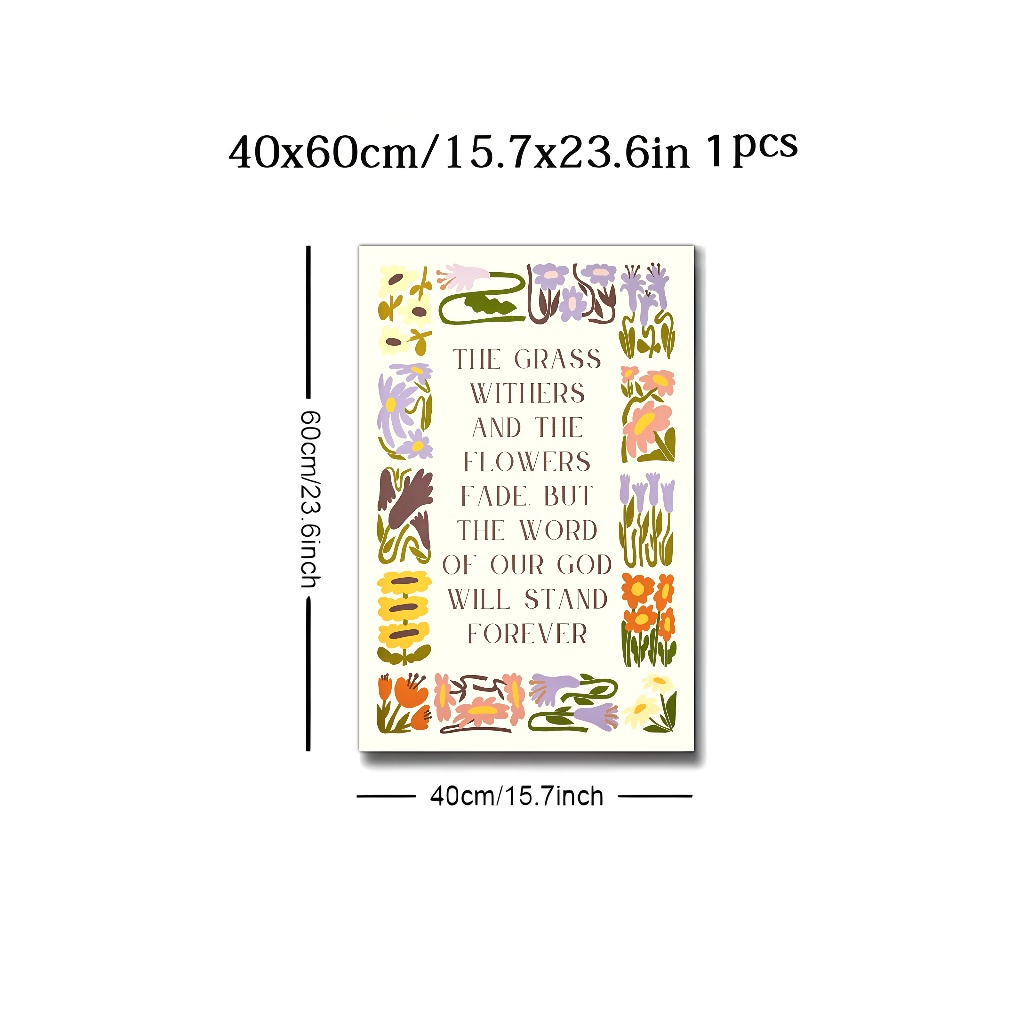 40x60cm/15.7x23.6in 1pcs
THE GRASS
WITHERS
AND THE
FLOWERS
FADE, BUT
THE WORD
OF OUR GOD
WILL STAND
FOREVER
60cm/23.6inch
40cm/15.7inch